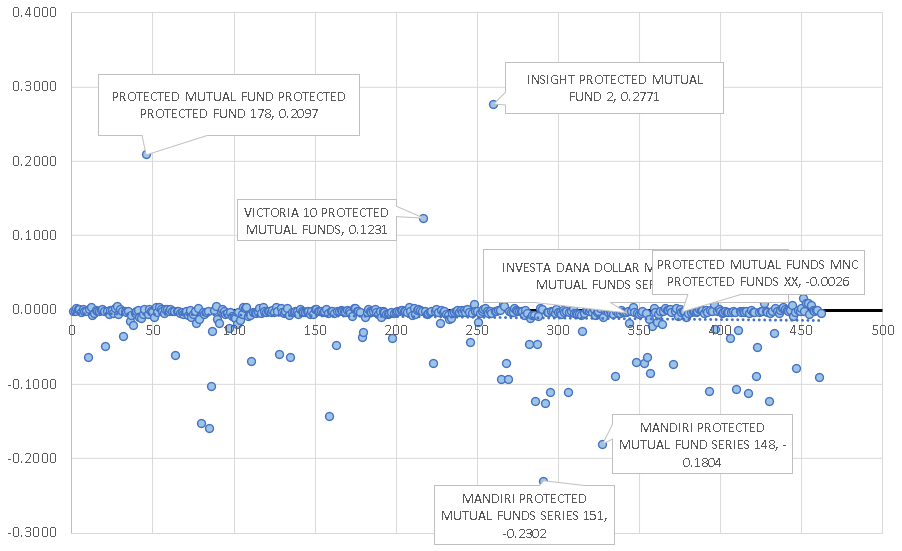 0.4000
0.3000
0.2000
0.1000
0.0000
-0.1000
-0.2000
-0.3000
0 50 100 150 200 250 300 350 400 450 500
PROTECTED MUTUAL FUND PROTECTED
PROTECTED FUND 178, 0.2097
INSIGHT PROTECTED MUTUAL
FUND 2, 0.2771
VICTORIA 10 PROTECTED
MUTUAL FUNDS, 0.1231
INVESTA DANA DOLLAR M
MUTUAL FUNDS SER
PROTECTED MUTUAL FUNDS MNC
PROTECTED FUNDS XX, -0.0026
MANDIRI PROTECTED
MUTUAL FUND SERIES 148, -
0.1804
MANDIRI PROTECTED
MUTUAL FUNDS SERIES 151,
-0.2302